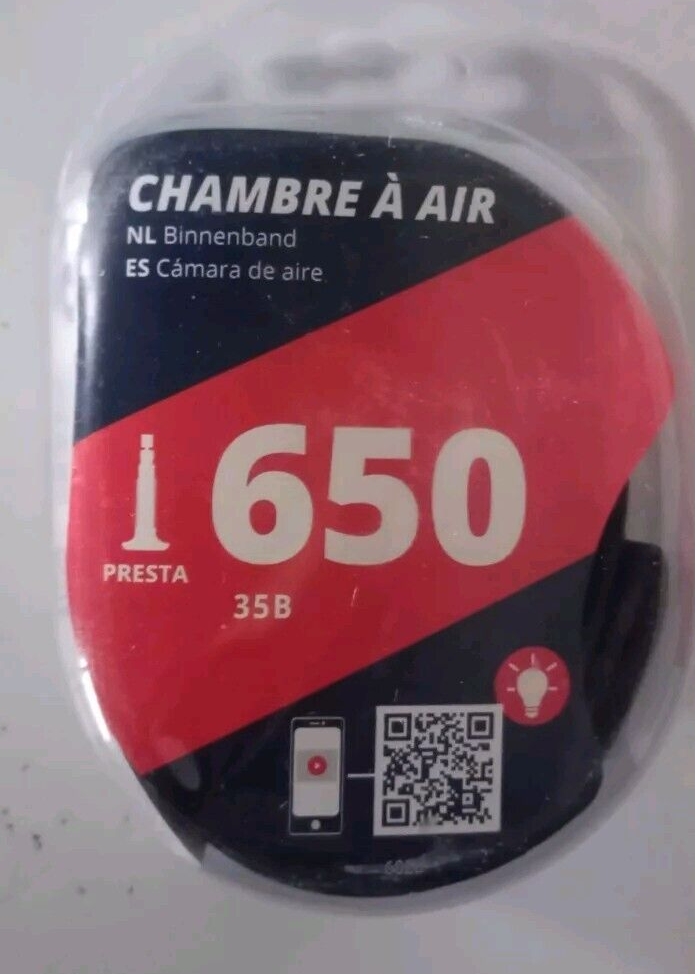 CHAMBRE À AIR
NL Binnenband
ES Cámara de aire
650
PRESTA
35B